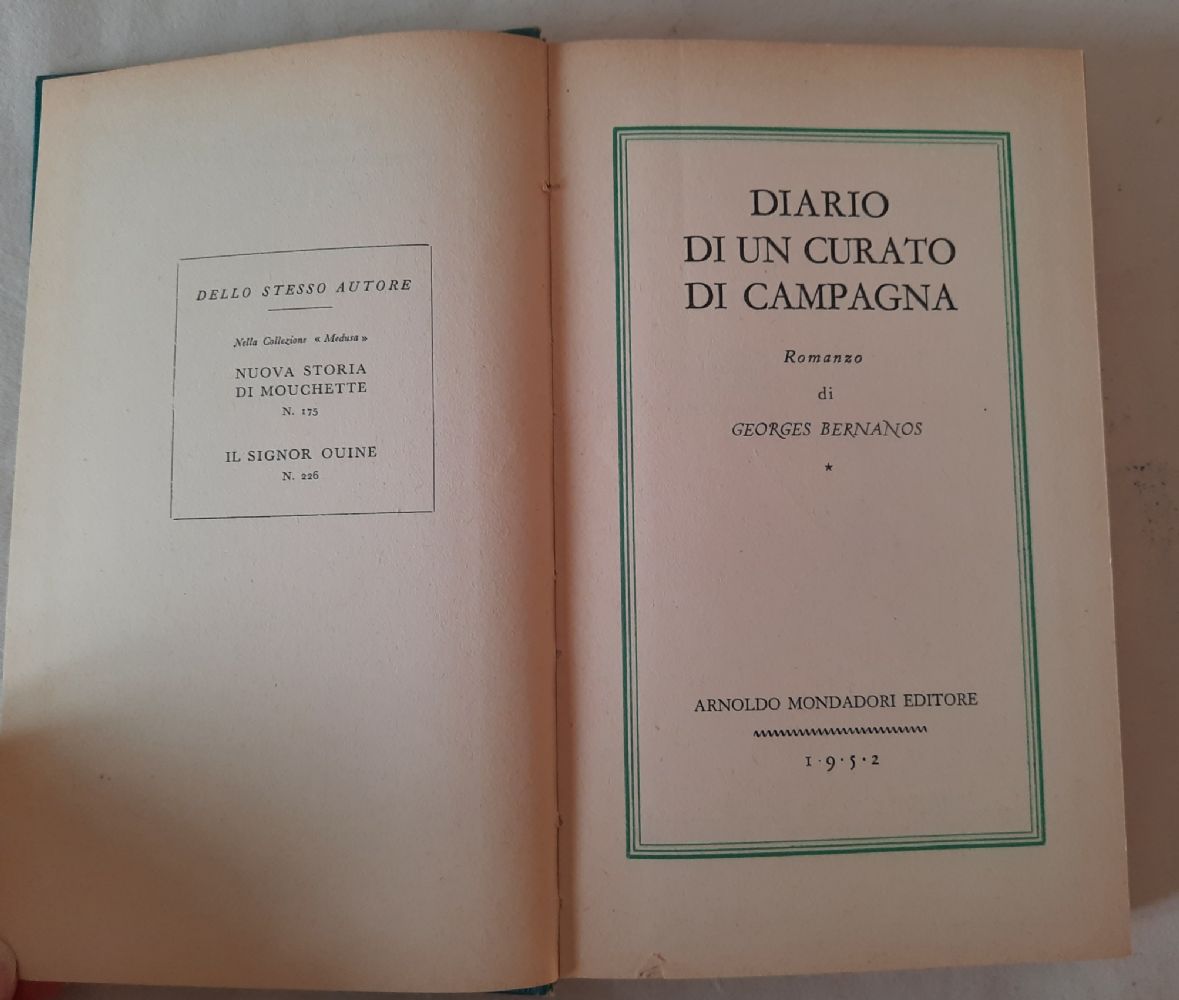 DELLO STESSO AUTORE
Nella Collezione « Medusa »
NUOVA STORIA
DI MOUCHETTE
N. 175
IL SIGNOR OUINE
N. 226
DIARIO
DI UN CURATO
DI CAMPAGNA
Romanzo
di
GEORGES BERNANOS
★
ARNOLDO MONDADORI EDITORE
1·9·5·2